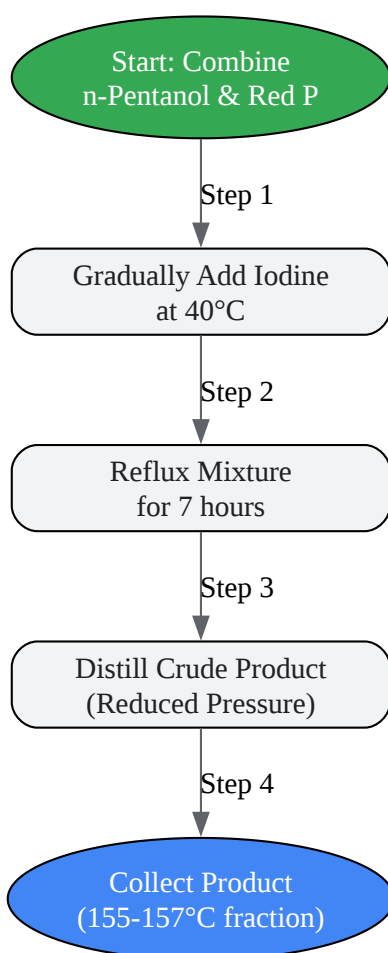 Start: Combine
n-Pentanol & Red P
Step 1
Gradually Add Iodine
at 40°C
Step 2
Reflux Mixture
for 7 hours
Step 3
Distill Crude Product
(Reduced Pressure)
Step 4
Collect Product
(155-157°C fraction)